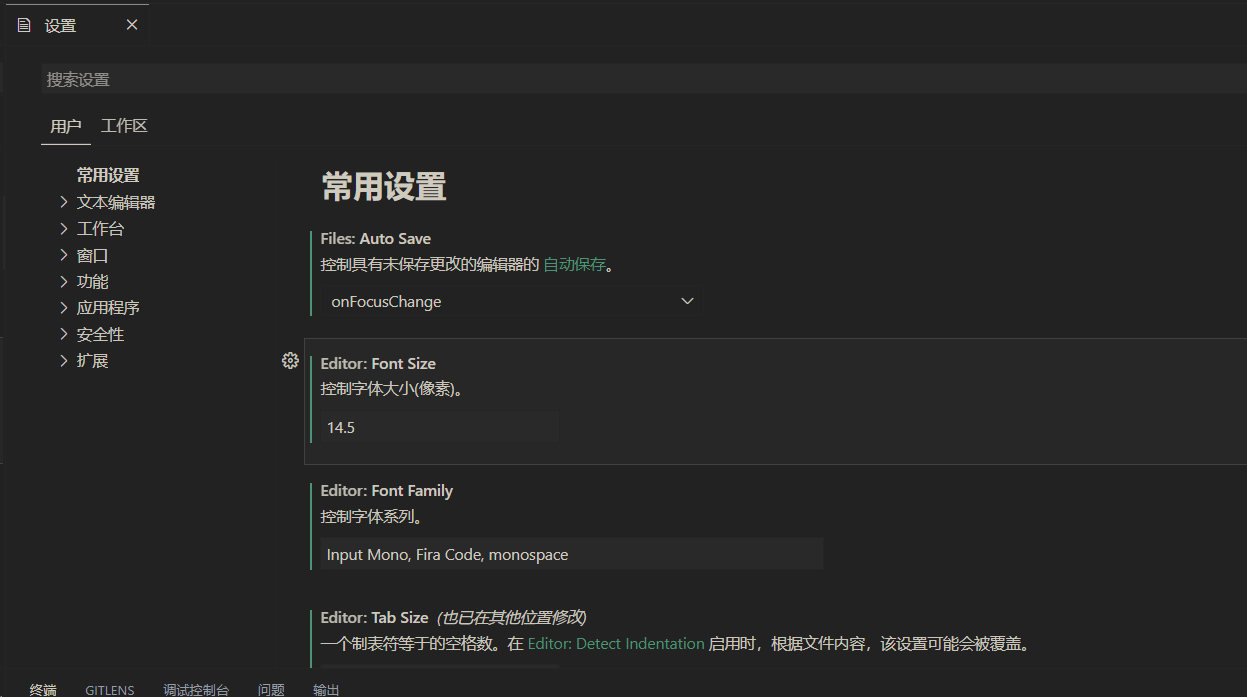 设置
搜索设置
用户 工作区
常用设置
文本编辑器
工作台
窗口
功能
应用程序
安全性
扩展
常用设置
Files: Auto Save
控制具有未保存更改的编辑器的 自动保存。
onFocusChange
Editor: Font Size
控制字体大小(像素)。
14.5
Editor: Font Family
控制字体系列。
Input Mono, Fira Code, monospace
Editor: Tab Size (也已在其他位置修改)
一个制表符等于的空格数。在 Editor: Detect Indentation 启用时，根据文件内容，该设置可能会被覆盖。
终端 GITLENS 调试控制台 问题 输出